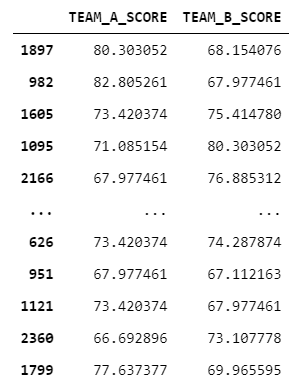 TEAM_A_SCORE TEAM_B_SCORE
1897 80.303052 68.154076
982 82.805261 67.977461
1605 73.420374 75.414780
1095 71.085154 80.303052
2166 67.977461 76.885312
... ... ...
626 73.420374 74.287874
951 67.977461 67.112163
1121 73.420374 67.977461
2360 66.692896 73.107778
1799 77.637377 69.965595